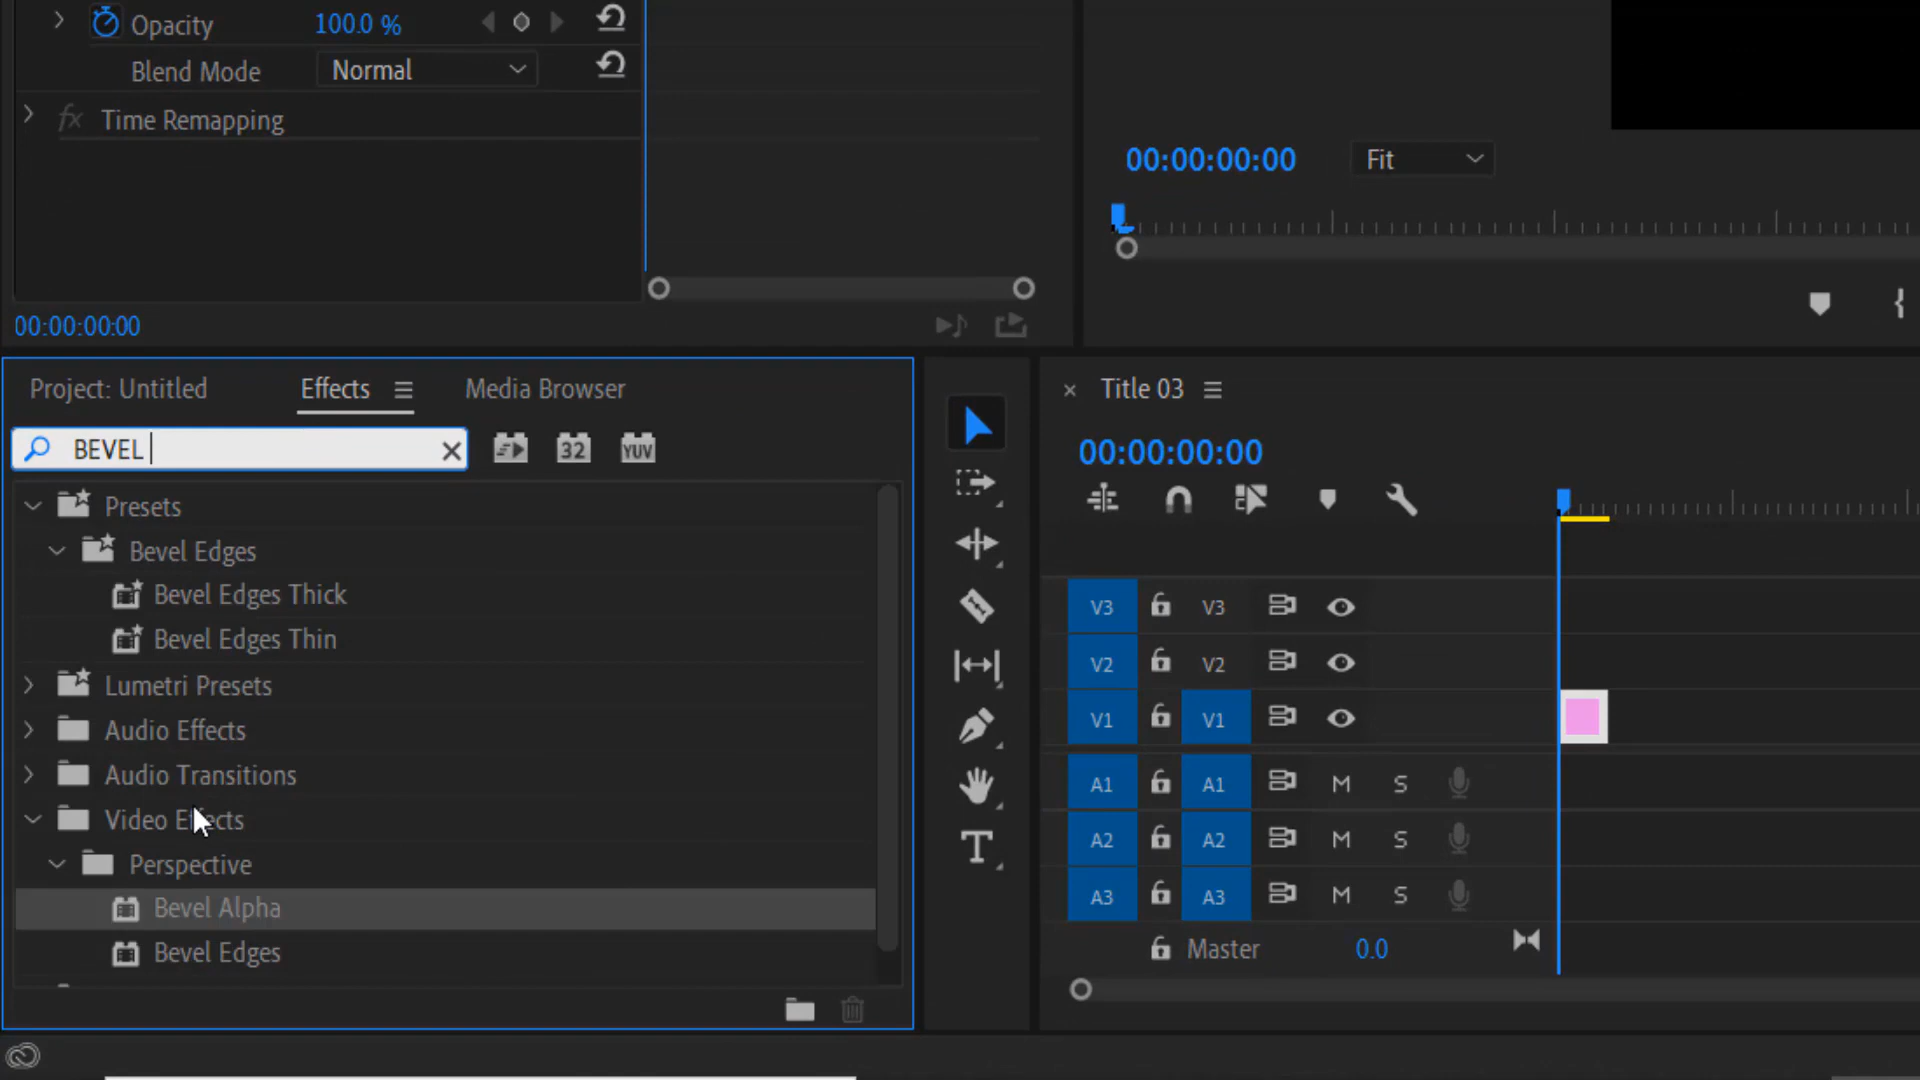 Opacity 100.0 %
Blend Mode Normal
fx Time Remapping
00:00:00:00
00:00:00:00 Fit
Project: Untitled Effects Media Browser
BEVEL
32 YUV
Presets
Bevel Edges
Bevel Edges Thick
Bevel Edges Thin
Lumetri Presets
Audio Effects
Audio Transitions
Video Effects
Perspective
Bevel Alpha
Bevel Edges
T
× Title 03
00:00:00:00
V3 V3
V2 V2
V1 V1
A1 A1 M S
A2 A2 M S
A3 A3 M S
Master 0.0